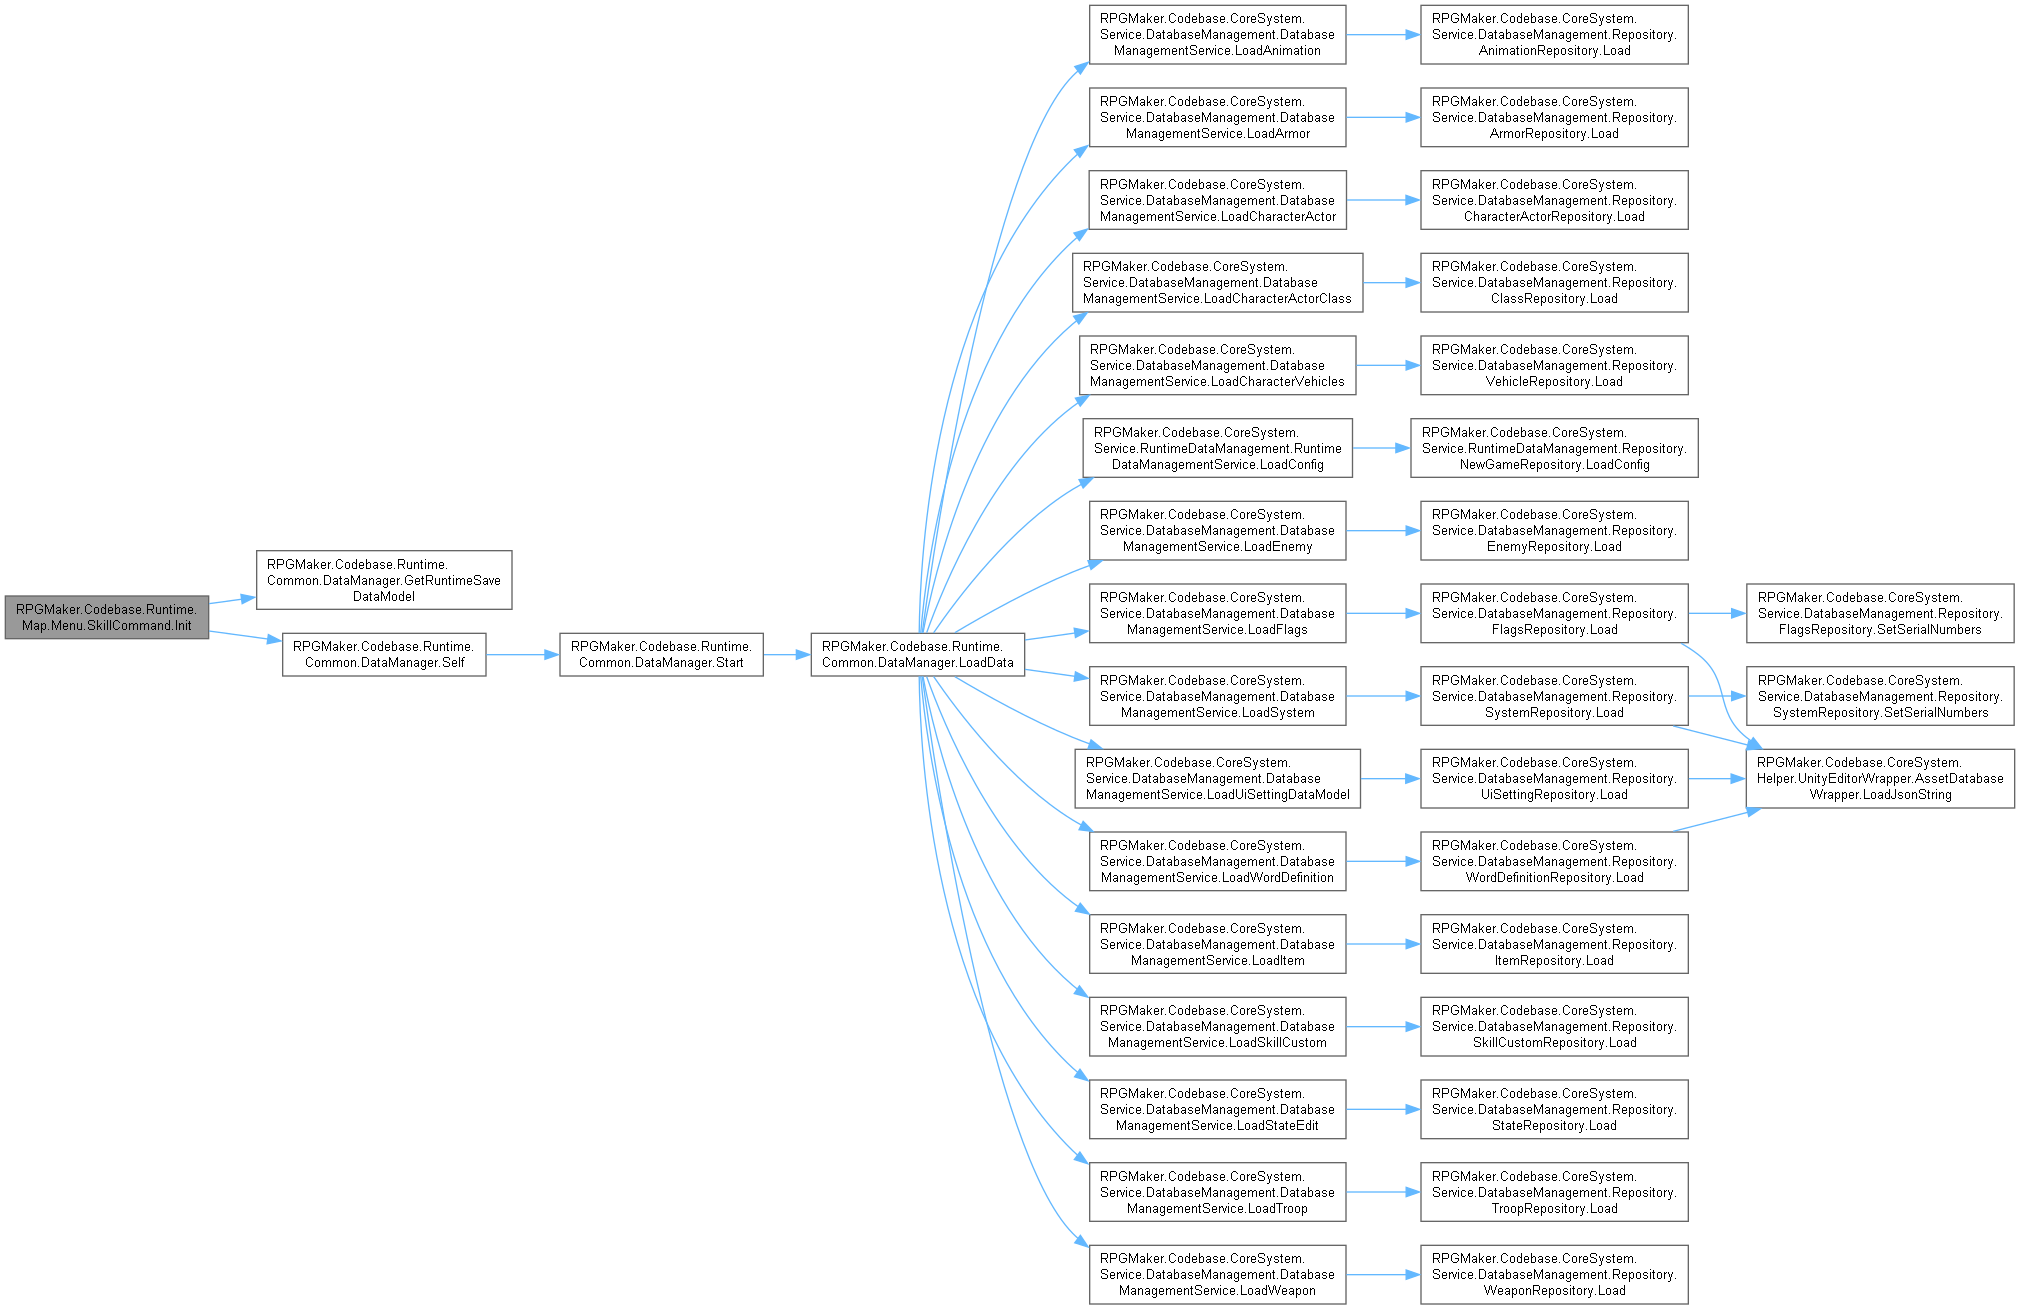 RPGMaker.Codebase.Runtime.
Map.Menu.SkillCommand.Init
RPGMaker.Codebase.Runtime.
Common.DataManager.GetRuntimeSave
DataModel
RPGMaker.Codebase.Runtime.
Common.DataManager.Self
RPGMaker.Codebase.Runtime.
Common.DataManager.Start
RPGMaker.Codebase.Runtime.
Common.DataManager.LoadData
RPGMaker.Codebase.CoreSystem.
Service.DatabaseManagement.Database
ManagementService.LoadAnimation
RPGMaker.Codebase.CoreSystem.
Service.DatabaseManagement.Repository.
AnimationRepository.Load
RPGMaker.Codebase.CoreSystem.
Service.DatabaseManagement.Database
ManagementService.LoadArmor
RPGMaker.Codebase.CoreSystem.
Service.DatabaseManagement.Repository.
ArmorRepository.Load
RPGMaker.Codebase.CoreSystem.
Service.DatabaseManagement.Database
ManagementService.LoadCharacterActor
RPGMaker.Codebase.CoreSystem.
Service.DatabaseManagement.Repository.
CharacterActorRepository.Load
RPGMaker.Codebase.CoreSystem.
Service.DatabaseManagement.Database
ManagementService.LoadCharacterActorClass
RPGMaker.Codebase.CoreSystem.
Service.DatabaseManagement.Repository.
ClassRepository.Load
RPGMaker.Codebase.CoreSystem.
Service.DatabaseManagement.Database
ManagementService.LoadCharacterVehicles
RPGMaker.Codebase.CoreSystem.
Service.DatabaseManagement.Repository.
VehicleRepository.Load
RPGMaker.Codebase.CoreSystem.
Service.RuntimeDataManagement.Runtime
DataManagementService.LoadConfig
RPGMaker.Codebase.CoreSystem.
Service.RuntimeDataManagement.Repository.
NewGameRepository.LoadConfig
RPGMaker.Codebase.CoreSystem.
Service.DatabaseManagement.Database
ManagementService.LoadEnemy
RPGMaker.Codebase.CoreSystem.
Service.DatabaseManagement.Repository.
EnemyRepository.Load
RPGMaker.Codebase.CoreSystem.
Service.DatabaseManagement.Database
ManagementService.LoadFlags
RPGMaker.Codebase.CoreSystem.
Service.DatabaseManagement.Repository.
FlagsRepository.Load
RPGMaker.Codebase.CoreSystem.
Service.DatabaseManagement.Repository.
FlagsRepository.SetSerialNumbers
RPGMaker.Codebase.CoreSystem.
Service.DatabaseManagement.Database
ManagementService.LoadSystem
RPGMaker.Codebase.CoreSystem.
Service.DatabaseManagement.Repository.
SystemRepository.Load
RPGMaker.Codebase.CoreSystem.
Service.DatabaseManagement.Repository.
SystemRepository.SetSerialNumbers
RPGMaker.Codebase.CoreSystem.
Service.DatabaseManagement.Database
ManagementService.LoadUiSettingDataModel
RPGMaker.Codebase.CoreSystem.
Service.DatabaseManagement.Repository.
UiSettingRepository.Load
RPGMaker.Codebase.CoreSystem.
Helper.UnityEditorWrapper.AssetDatabase
Wrapper.LoadJsonString
RPGMaker.Codebase.CoreSystem.
Service.DatabaseManagement.Database
ManagementService.LoadWordDefinition
RPGMaker.Codebase.CoreSystem.
Service.DatabaseManagement.Repository.
WordDefinitionRepository.Load
RPGMaker.Codebase.CoreSystem.
Service.DatabaseManagement.Database
ManagementService.LoadItem
RPGMaker.Codebase.CoreSystem.
Service.DatabaseManagement.Repository.
ItemRepository.Load
RPGMaker.Codebase.CoreSystem.
Service.DatabaseManagement.Database
ManagementService.LoadSkillCustom
RPGMaker.Codebase.CoreSystem.
Service.DatabaseManagement.Repository.
SkillCustomRepository.Load
RPGMaker.Codebase.CoreSystem.
Service.DatabaseManagement.Database
ManagementService.LoadStateEdit
RPGMaker.Codebase.CoreSystem.
Service.DatabaseManagement.Repository.
StateRepository.Load
RPGMaker.Codebase.CoreSystem.
Service.DatabaseManagement.Database
ManagementService.LoadTroop
RPGMaker.Codebase.CoreSystem.
Service.DatabaseManagement.Repository.
TroopRepository.Load
RPGMaker.Codebase.CoreSystem.
Service.DatabaseManagement.Database
ManagementService.LoadWeapon
RPGMaker.Codebase.CoreSystem.
Service.DatabaseManagement.Repository.
WeaponRepository.Load